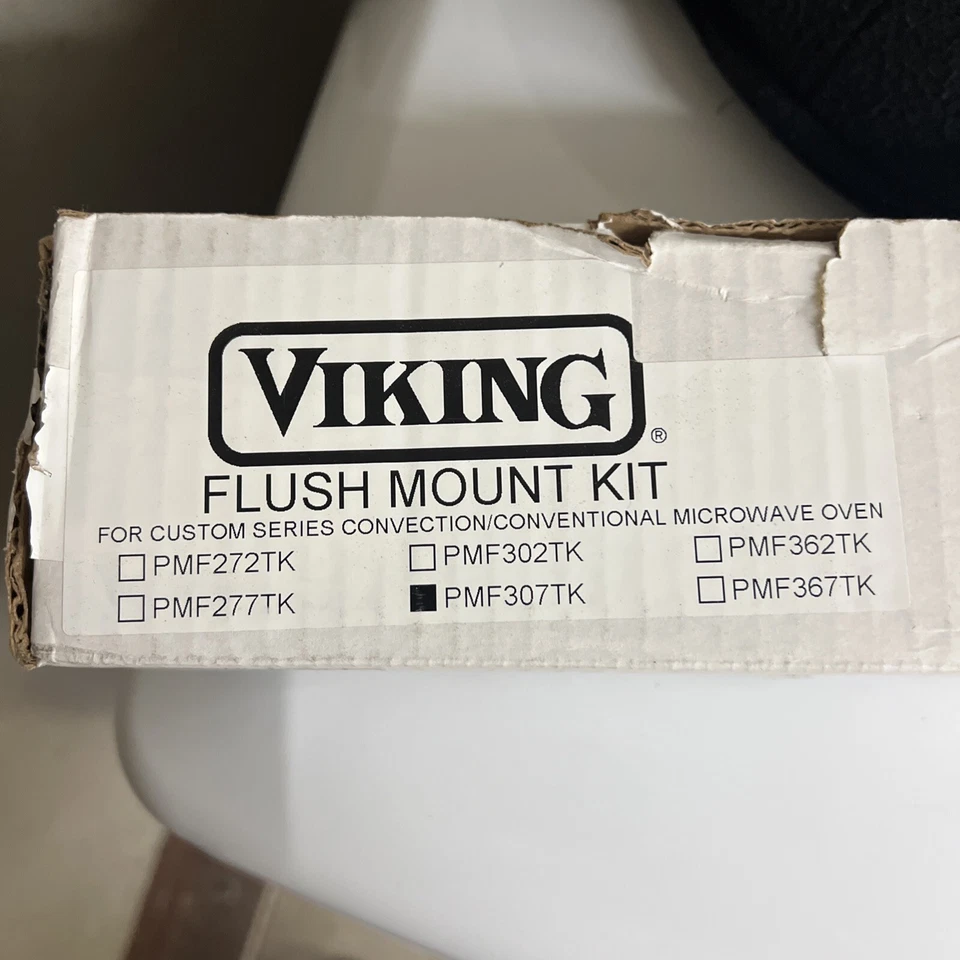 VIKING®
FLUSH MOUNT KIT
FOR CUSTOM SERIES CONVECTION/CONVENTIONAL MICROWAVE OVEN
☐ PMF272TK ☐ PMF302TK ☐ PMF362TK
☐ PMF277TK ■ PMF307TK ☐ PMF367TK